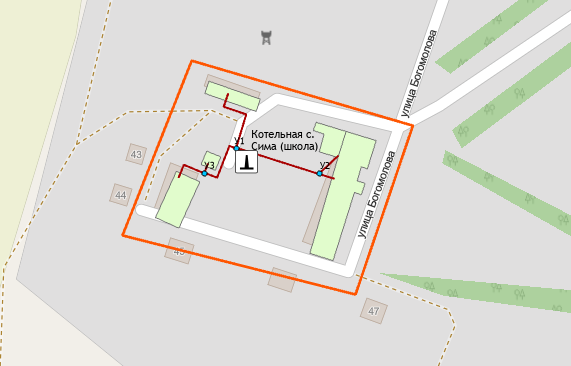 улица Богомолова
Котельная с.
Сима (школа)
У1
У2
У3
43
44
45
47
улица Богомолова